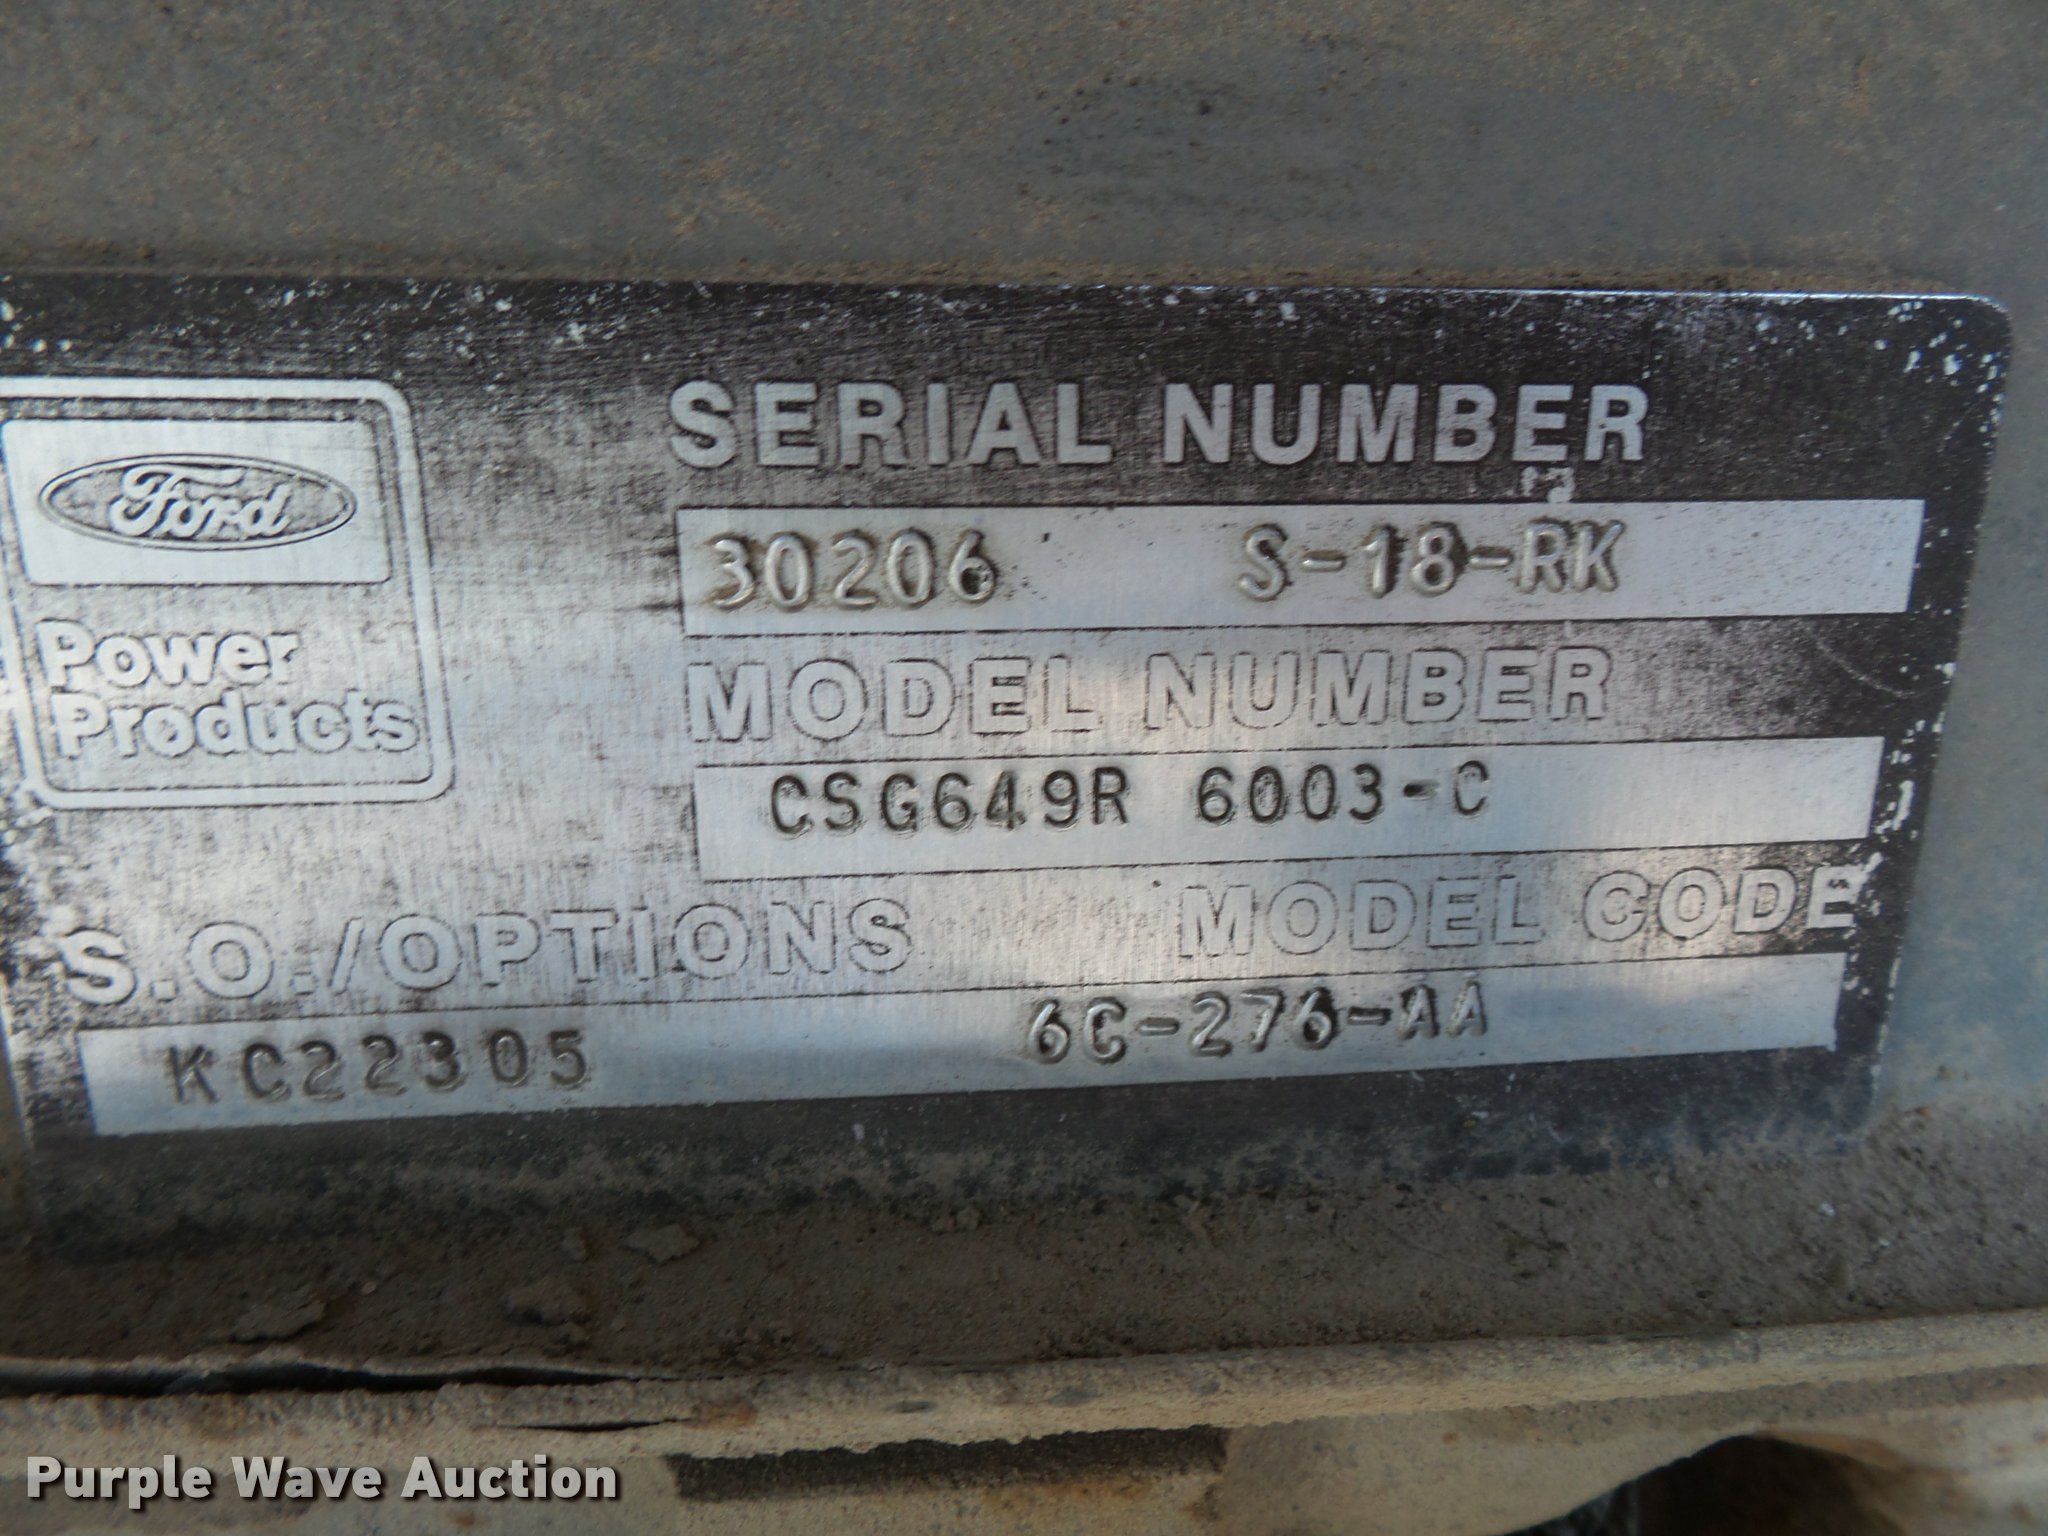 Ford
Power
Products
SERIAL NUMBER
30206 S-18-RK
MODEL NUMBER
CSG649R 6003-C
S.O./OPTIONS MODEL CODE
KC22305 6C-276-AA
Purple Wave Auction